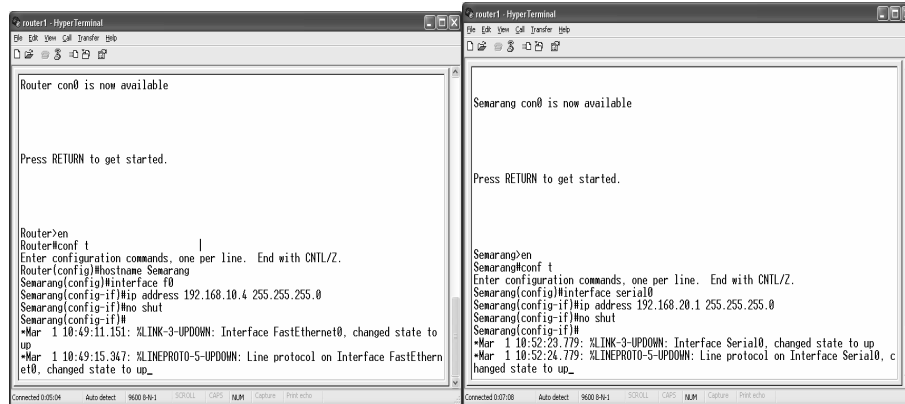 router1 - HyperTerminal
File Edit View Call Transfer Help
Router con0 is now available
Press RETURN to get started.
Router>en
Router#conf t
Enter configuration commands, one per line.  End with CNTL/Z.
Router(config)#hostname Semarang
Semarang(config)#interface f0
Semarang(config-if)#ip address 192.168.10.4 255.255.255.0
Semarang(config-if)#no shut
Semarang(config-if)#
*Mar  1 10:49:11.151: %LINK-3-UPDOWN: Interface FastEthernet0, changed state to
up
*Mar  1 10:49:15.347: %LINEPROTO-5-UPDOWN: Line protocol on Interface FastEthern
et0, changed state to up_
Connected 0:05:04 Auto detect 9600 8-N-1 SCROLL CAPS NUM Capture Print echo
router1 - HyperTerminal
File Edit View Call Transfer Help
Semarang con0 is now available
Press RETURN to get started.
Semarang>en
Semarang#conf t
Enter configuration commands, one per line.  End with CNTL/Z.
Semarang(config)#interface serial0
Semarang(config-if)#ip address 192.168.20.1 255.255.255.0
Semarang(config-if)#no shut
Semarang(config-if)#
*Mar  1 10:52:23.779: %LINK-3-UPDOWN: Interface Serial0, changed state to up
*Mar  1 10:52:24.779: %LINEPROTO-5-UPDOWN: Line protocol on Interface Serial0, c
hanged state to up_
Connected 0:07:08 Auto detect 9600 8-N-1 SCROLL CAPS NUM Capture Print echo